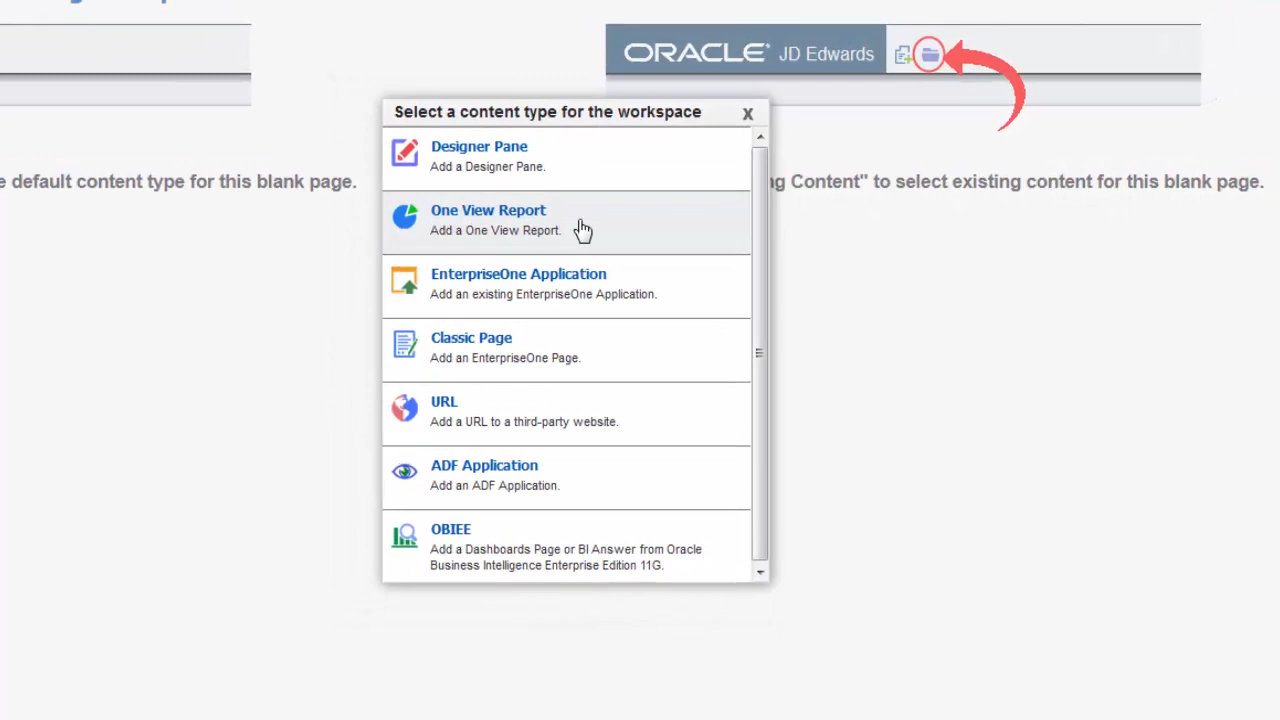 ORACLE® JD Edwards
Select a content type for the workspace X
Designer Pane
Add a Designer Pane.
default content type for this blank page.
Content" to select existing content for this blank page.
One View Report
Add a One View Report.
EnterpriseOne Application
Add an existing EnterpriseOne Application.
Classic Page
Add an EnterpriseOne Page.
URL
Add a URL to a third-party website.
ADF Application
Add an ADF Application.
OBIEE
Add a Dashboards Page or BI Answer from Oracle
Business Intelligence Enterprise Edition 11G.